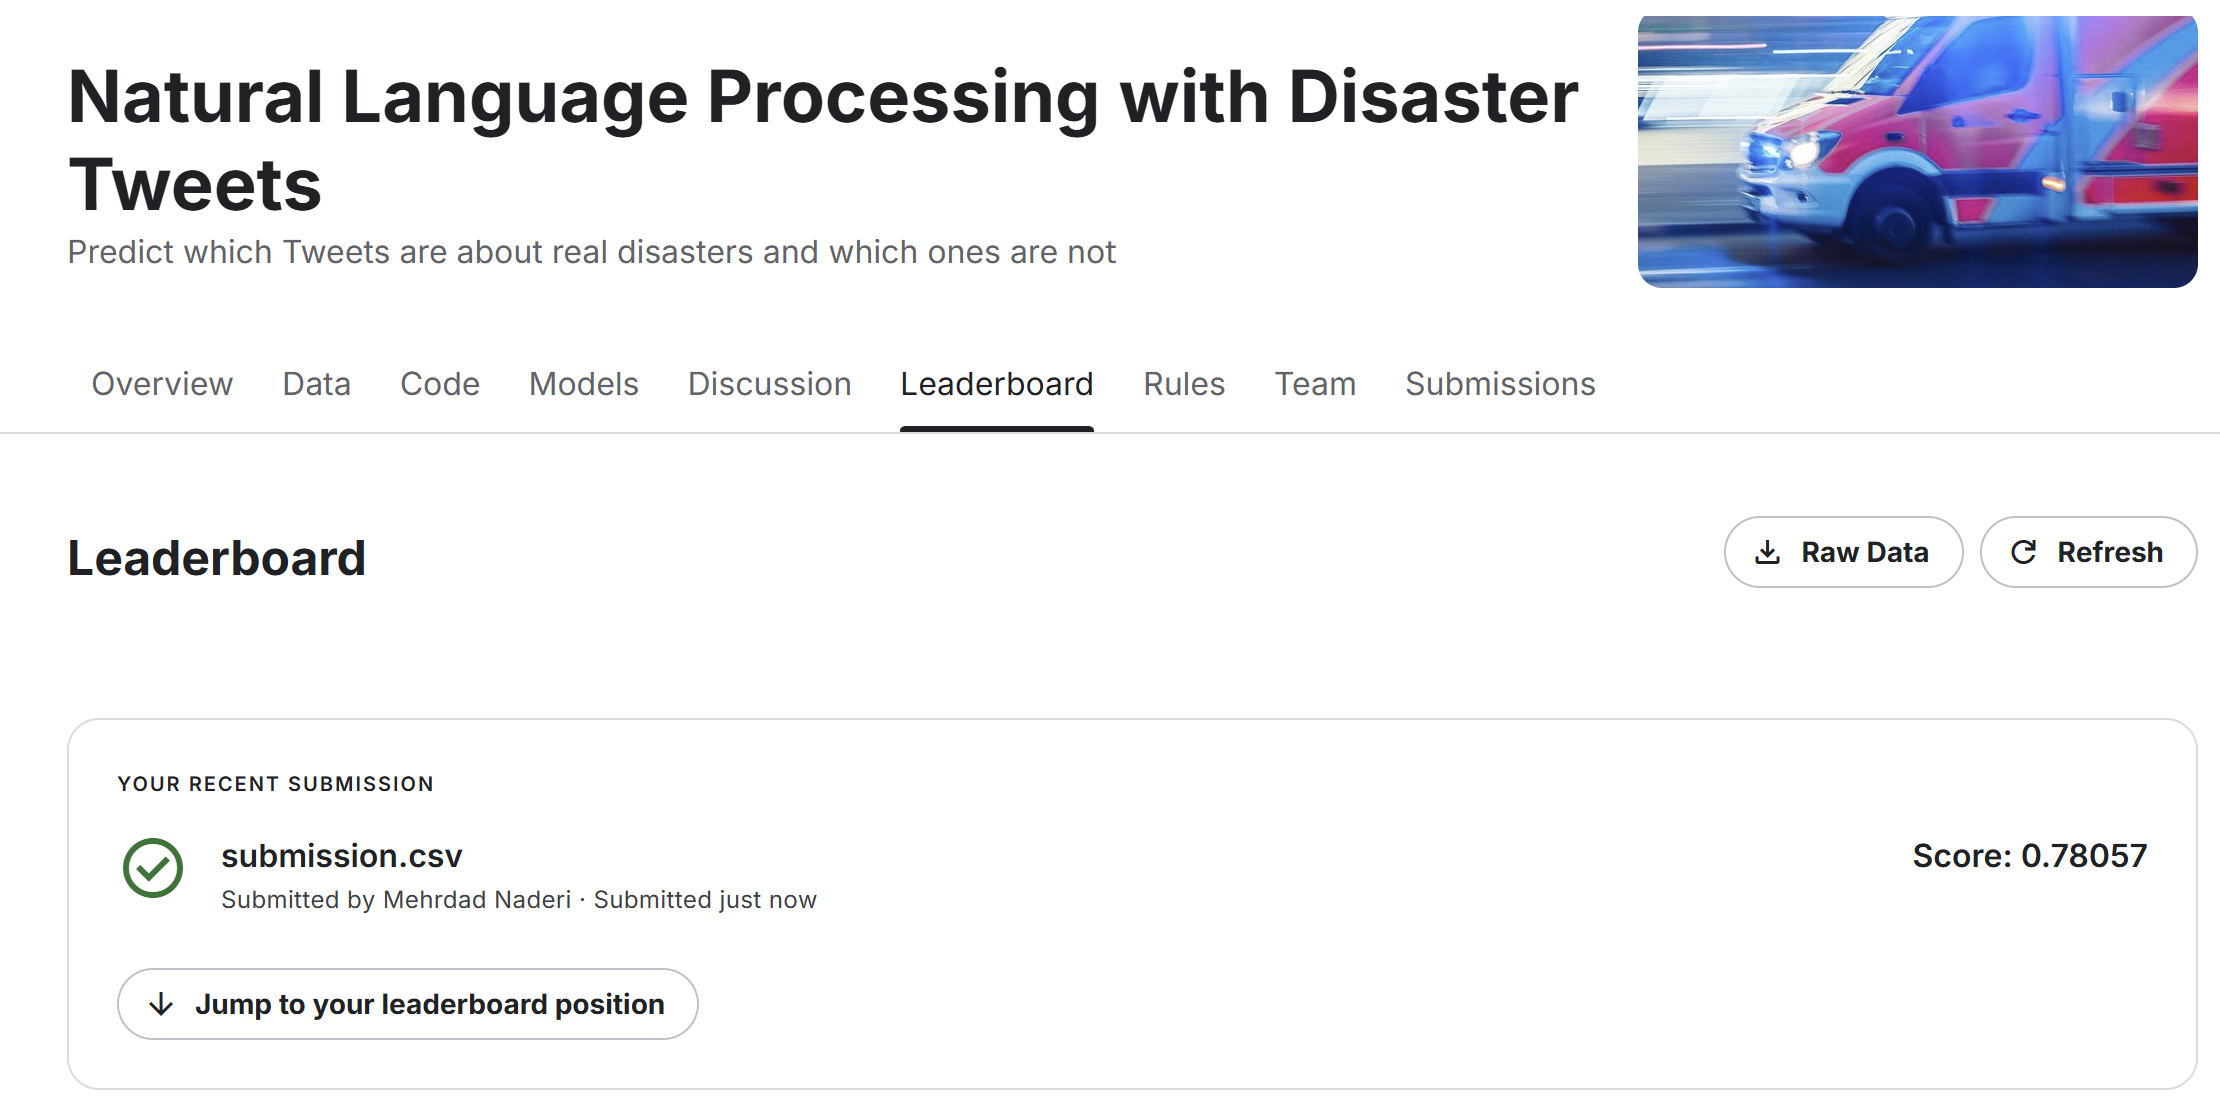 Natural Language Processing with Disaster
Tweets
Predict which Tweets are about real disasters and which ones are not
Overview Data Code Models Discussion Leaderboard Rules Team Submissions
Leaderboard
Raw Data
Refresh
YOUR RECENT SUBMISSION
submission.csv
Score: 0.78057
Submitted by Mehrdad Naderi · Submitted just now
Jump to your leaderboard position